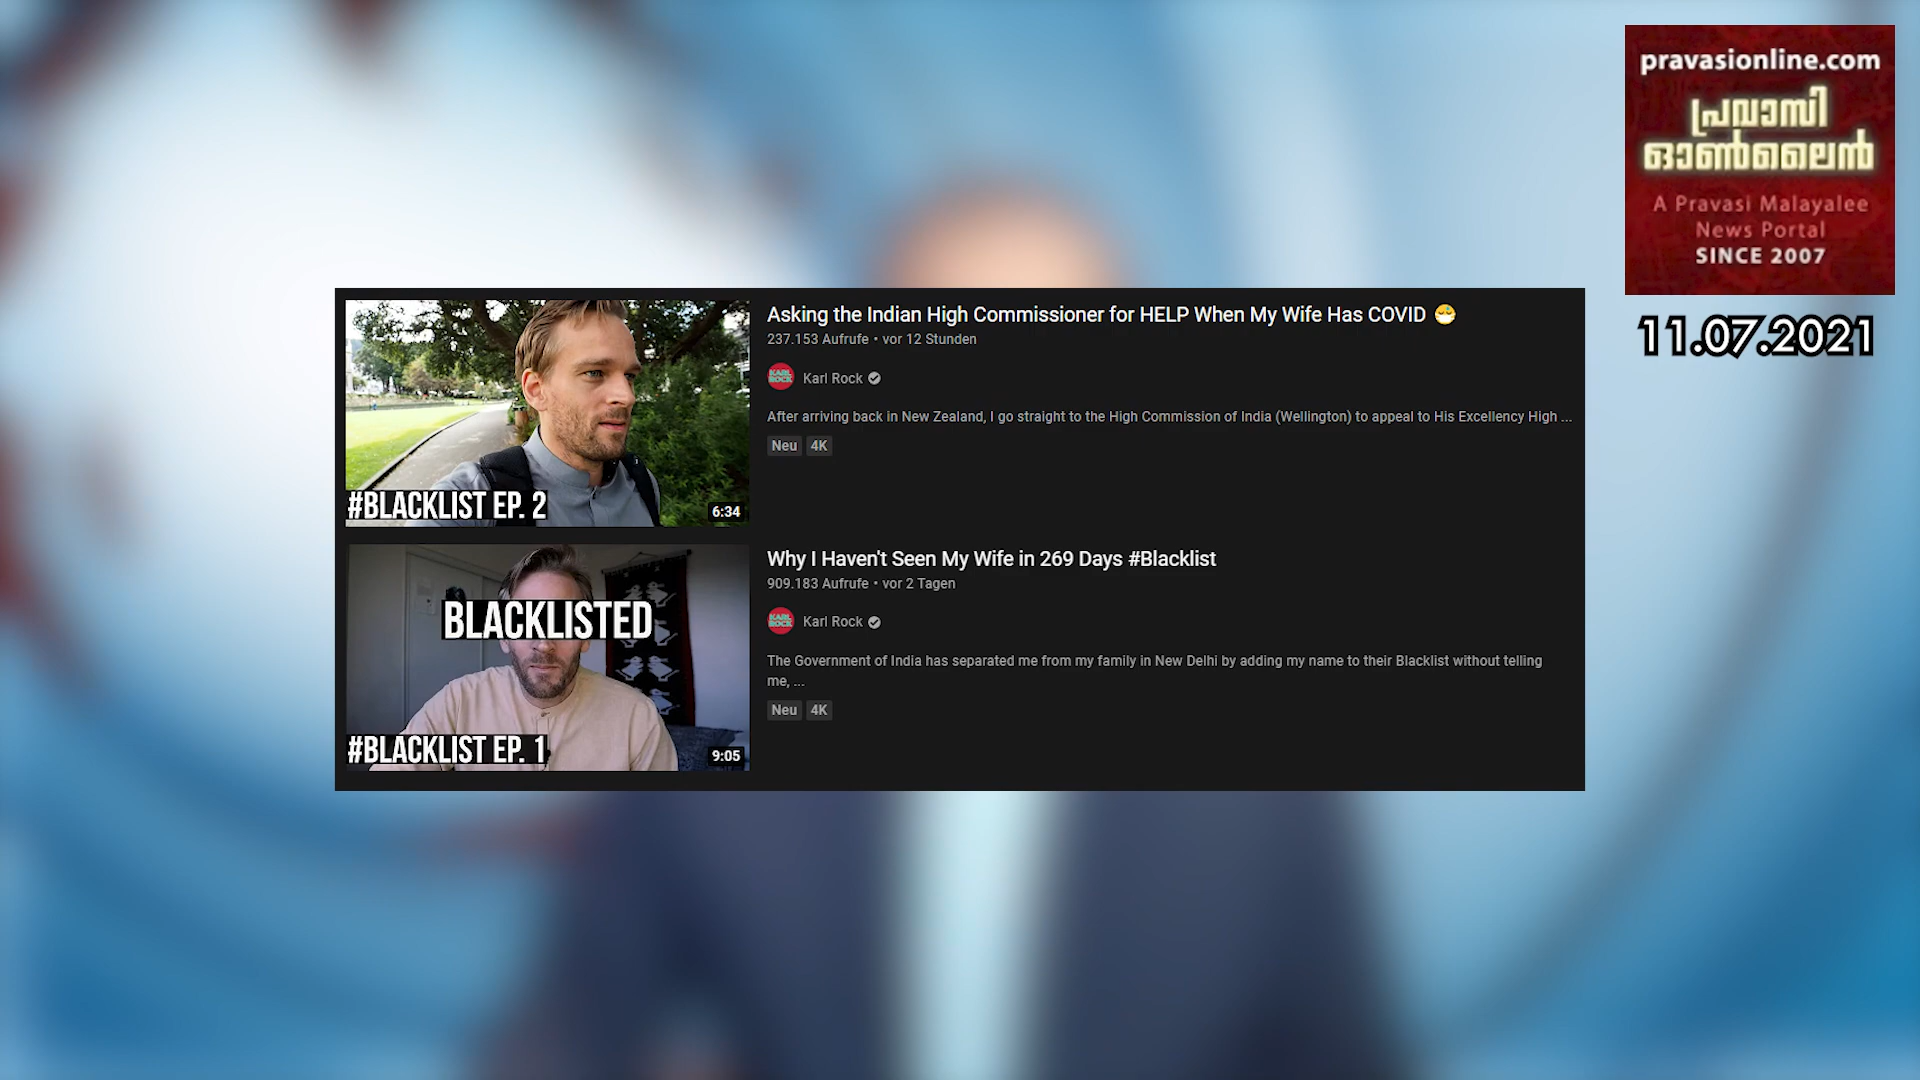 pravasionline.com
പ്രവാസി
ഓൺലൈൻ
A Pravasi Malayalee
News Portal
SINCE 2007
11.07.2021
#BLACKLIST EP. 2
6:34
Asking the Indian High Commissioner for HELP When My Wife Has COVID 😷
237.153 Aufrufe • vor 12 Stunden
KARL
ROCK
Karl Rock
After arriving back in New Zealand, I go straight to the High Commission of India (Wellington) to appeal to His Excellency High ...
Neu 4K
BLACKLISTED
#BLACKLIST EP. 1
9:05
Why I Haven't Seen My Wife in 269 Days #Blacklist
909.183 Aufrufe • vor 2 Tagen
KARL
ROCK
Karl Rock
The Government of India has separated me from my family in New Delhi by adding my name to their Blacklist without telling
me, ...
Neu 4K